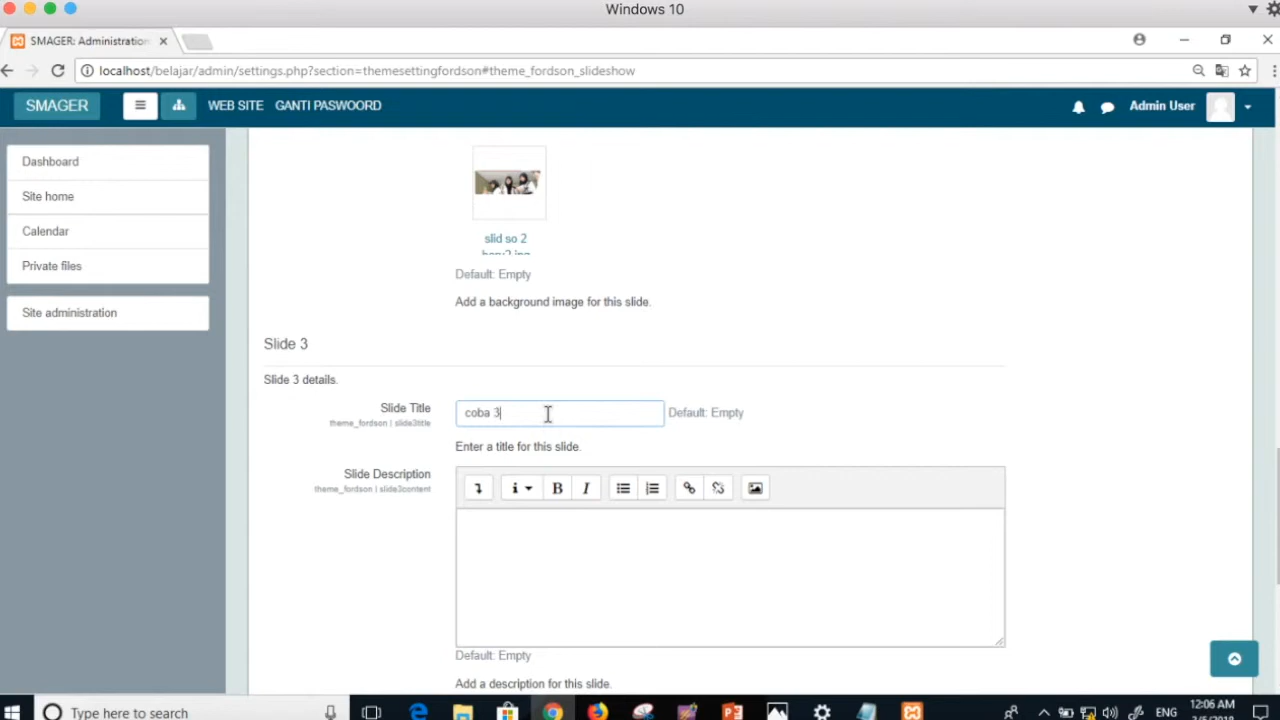 Windows 10
SMAGER: Administration
localhost/belajar/admin/settings.php?section=themesettingfordson#theme_fordson_slideshow
SMAGER
WEB SITE
GANTI PASWOORD
Admin User
Dashboard
Site home
Calendar
Private files
Site administration
slid so 2
Default: Empty
Add a background image for this slide.
Slide 3
Slide 3 details.
Slide Title
theme_fordson | slide3title
coba 3
Default: Empty
Enter a title for this slide.
Slide Description
theme_fordson | slide3content
Default: Empty
Add a description for this slide.
Type here to search
ENG
12:06 AM
3/5/2018